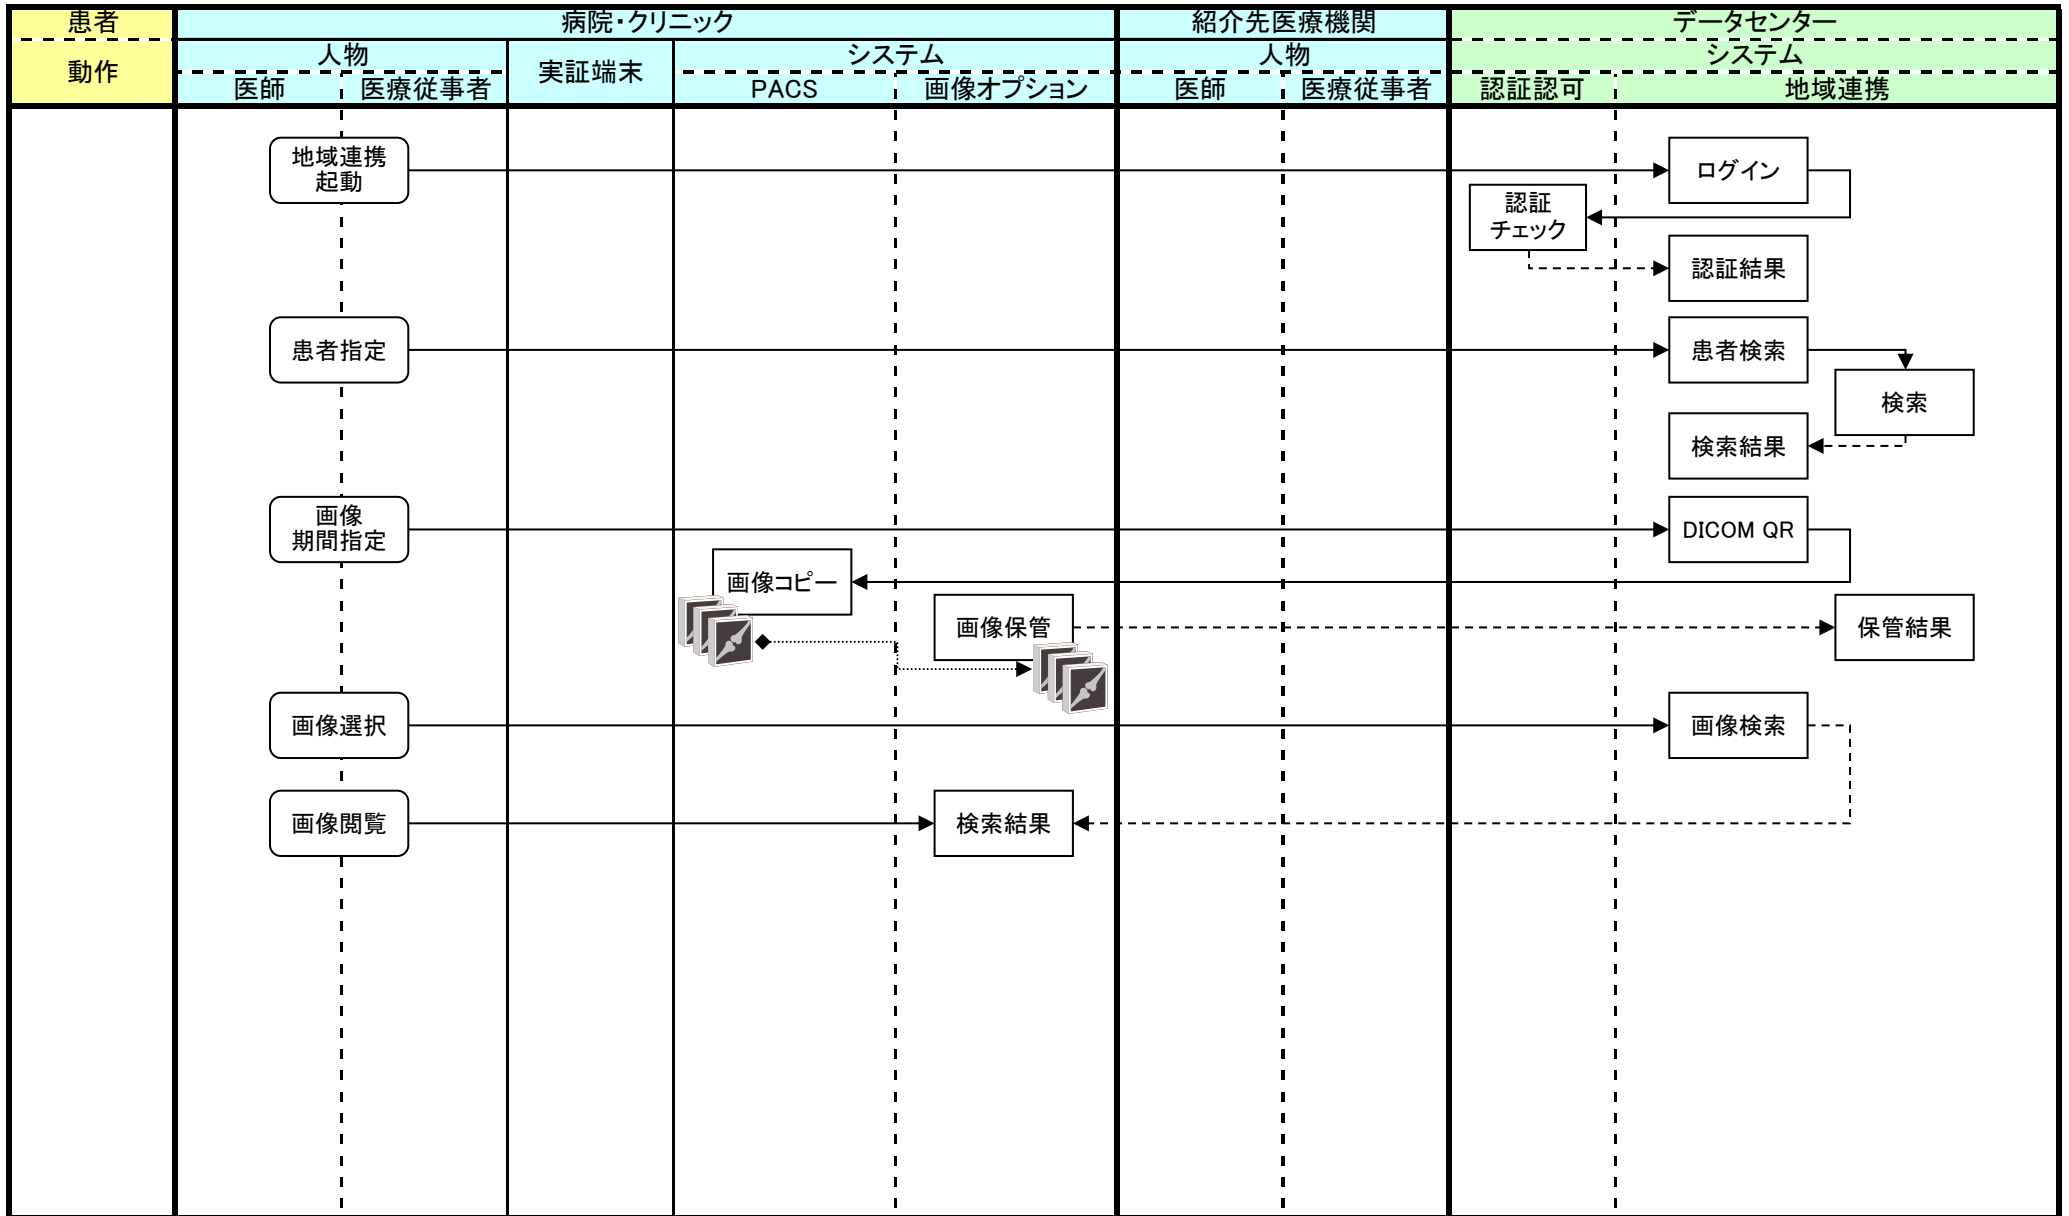 患者
病院・クリニック
紹介先医療機関
データセンター
動作
人物
実証端末
システム
人物
システム
医師
医療従事者
PACS
画像オプション
医師
医療従事者
認証認可
地域連携
地域連携
起動
ログイン
認証
チェック
認証結果
患者指定
患者検索
検索
検索結果
画像
期間指定
DICOM QR
画像コピー
画像保管
保管結果
画像選択
画像検索
画像閲覧
検索結果